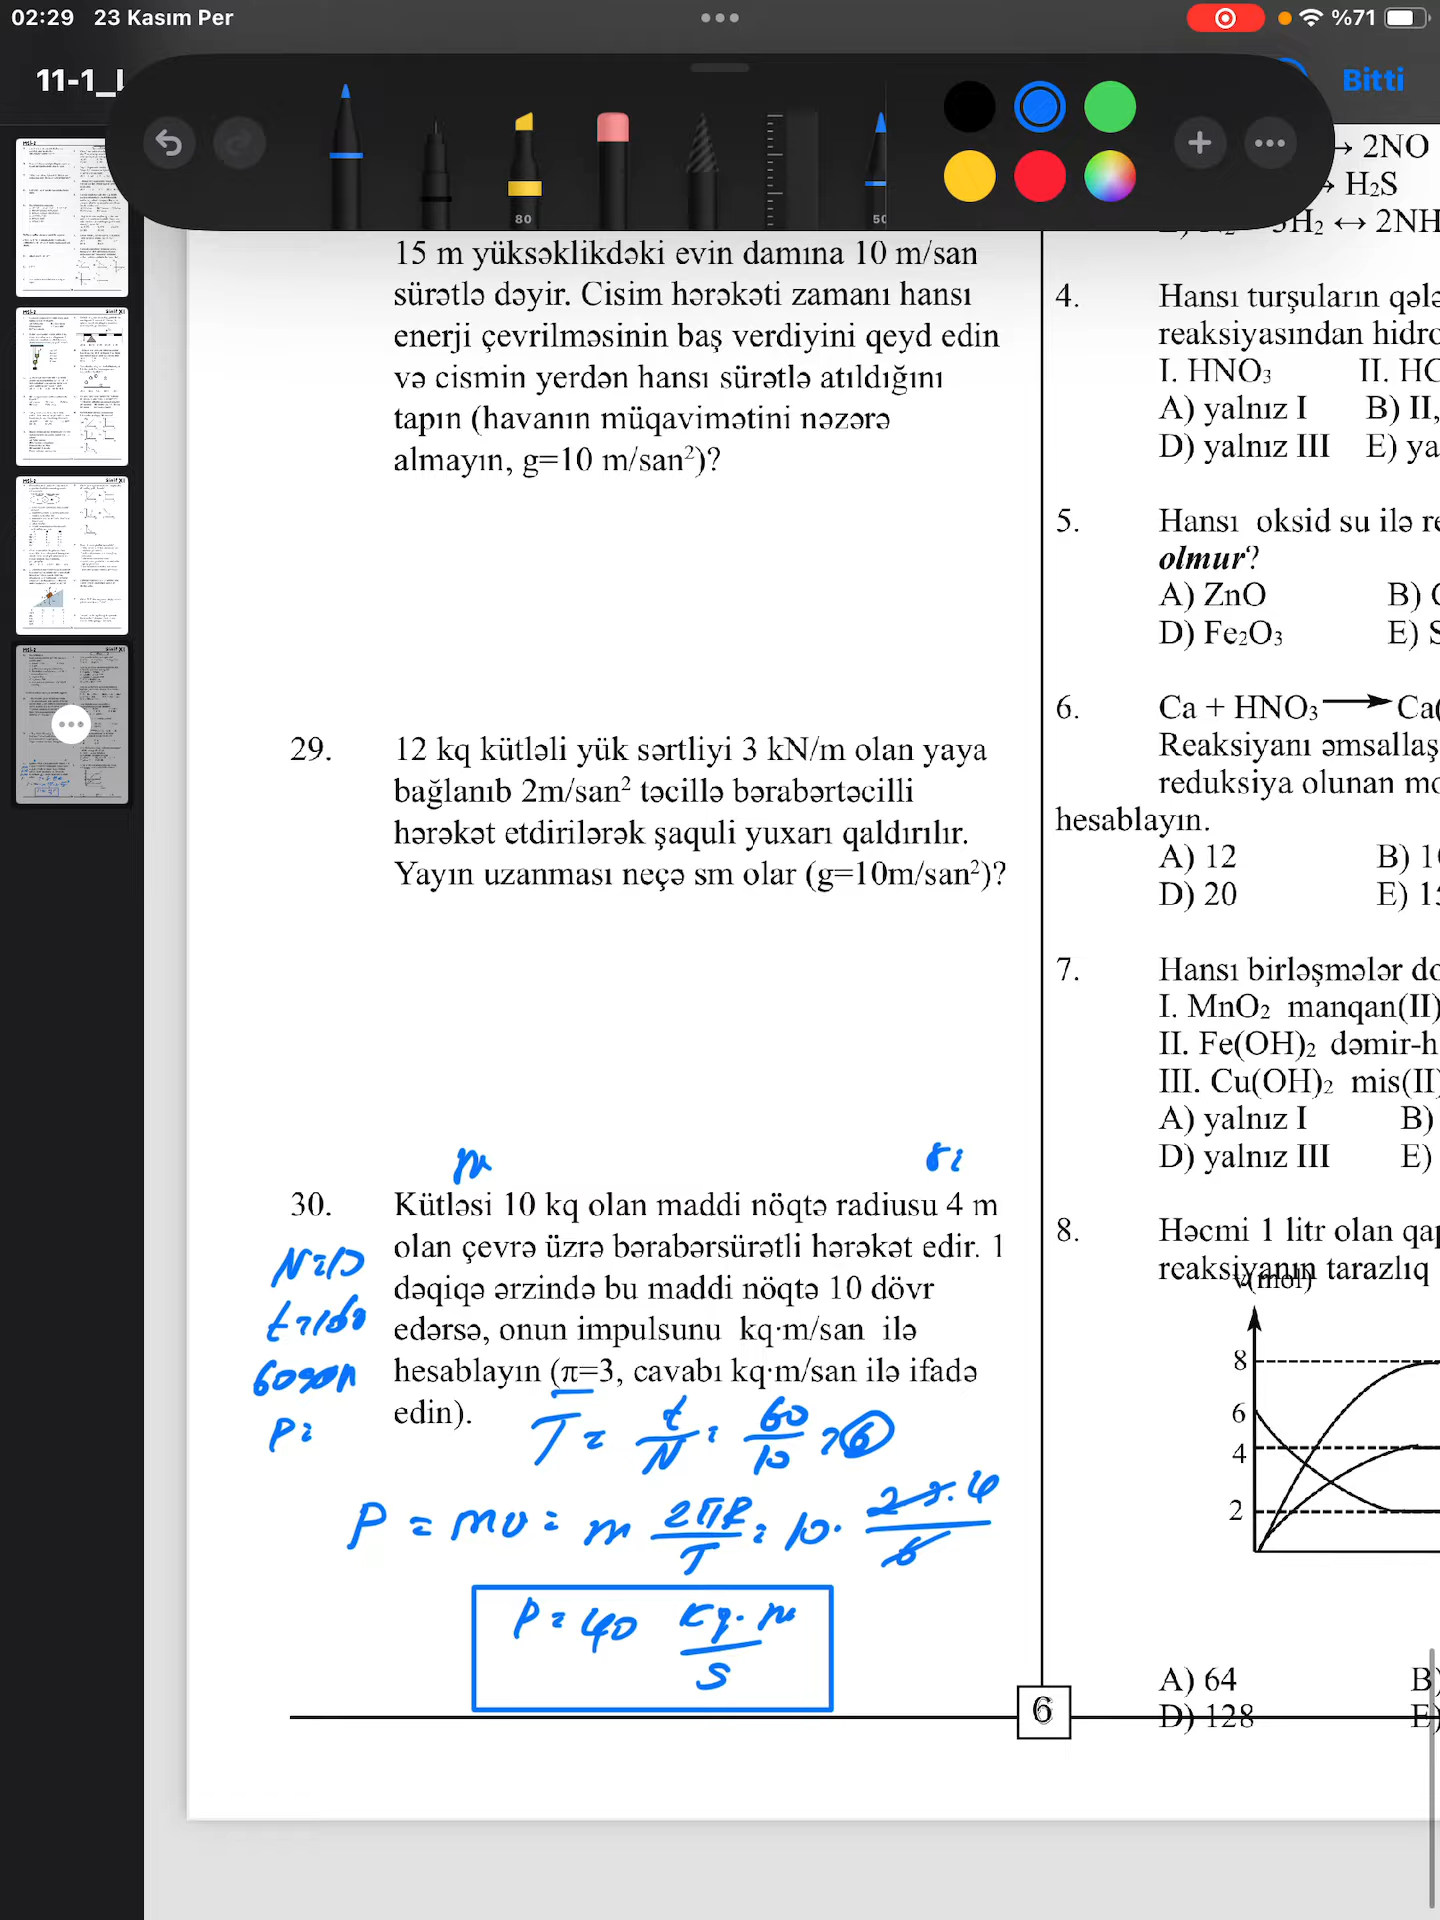 02:29 23 Kasım Per
%71
11-1_
Bitti
80
50
15 m yüksəklikdəki evin damına 10 m/san
sürətlə dəyir. Cisim hərəkəti zamanı hansı
enerji çevrilməsinin baş verdiyini qeyd edin
və cismin yerdən hansı sürətlə atıldığını
tapın (havanın müqavimətini nəzərə
almayın, g=10 m/san²)?
29. 12 kq kütləli yük sərtliyi 3 kN/m olan yaya
bağlanıb 2m/san² təcillə bərabərtəcilli
hərəkət etdirilərək şaquli yuxarı qaldırılır.
Yayın uzanması neçə sm olar (g=10m/san²)?
m
30. Kütləsi 10 kq olan maddi nöqtə radiusu 4 m
olan çevrə üzrə bərabərsürətli hərəkət edir. 1
dəqiqə ərzində bu maddi nöqtə 10 dövr
edərsə, onun impulsunu kq·m/san ilə
hesablayın (π=3, cavabı kq·m/san ilə ifadə
edin).
N=10
60san
P=
T = t/N = 60/10 = 6
P = mv = m 2πR/T = 10 · 2·3·4/6
P = 40 kq·m/s
6
→ 2NO
→ H₂S
H₂ ↔ 2NH
4. Hansı turşuların qələ
reaksiyasından hidro
I. HNO₃ II. HC
A) yalnız I B) II,
D) yalnız III E) ya
5. Hansı oksid su ilə re
olmur?
A) ZnO B)
D) Fe₂O₃ E) S
6. Ca + HNO₃ → Ca(
Reaksiyanı əmsallaş
reduksiya olunan mo
hesablayın.
A) 12 B) 1
D) 20 E) 1
7. Hansı birləşmələr do
I. MnO₂ manqan(II)
II. Fe(OH)₂ dəmir-h
III. Cu(OH)₂ mis(II)
A) yalnız I B)
D) yalnız III E)
8. Həcmi 1 litr olan qap
reaksiyanın tarazlıq
ν(mol)
8
6
4
2
A) 64 B)
D) 128 E)